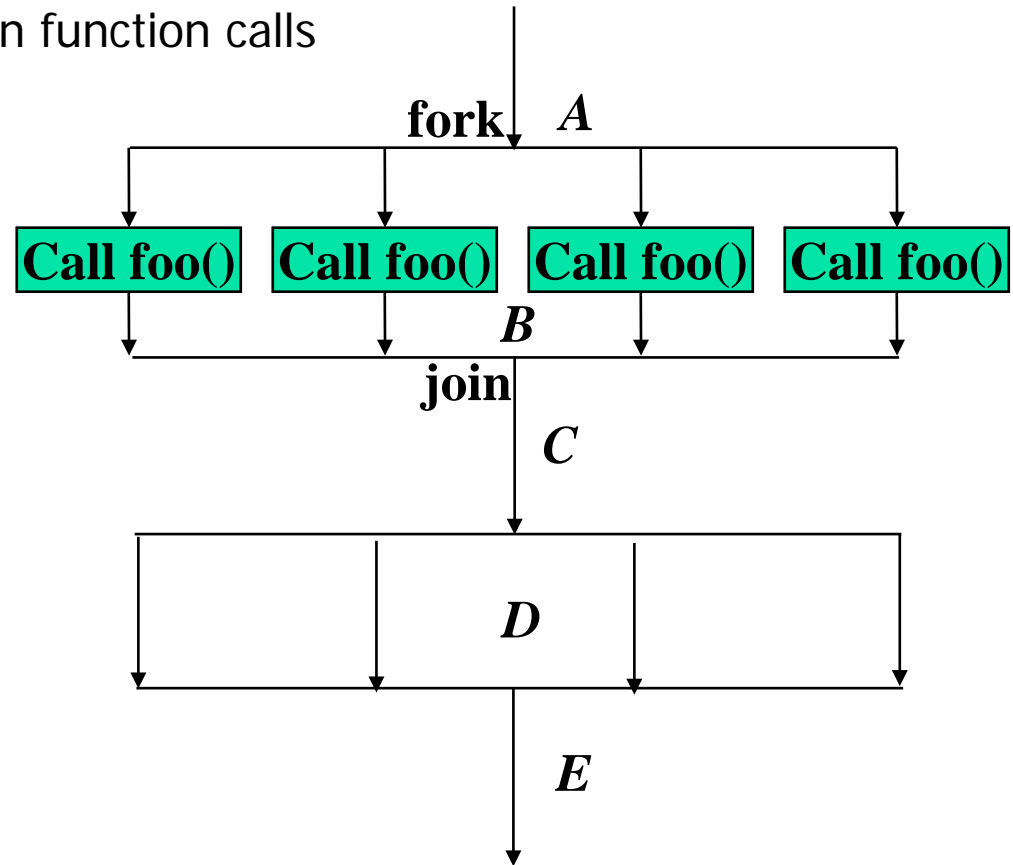 n function calls
fork A
Call foo() Call foo() Call foo() Call foo()
B
join
C
D
E